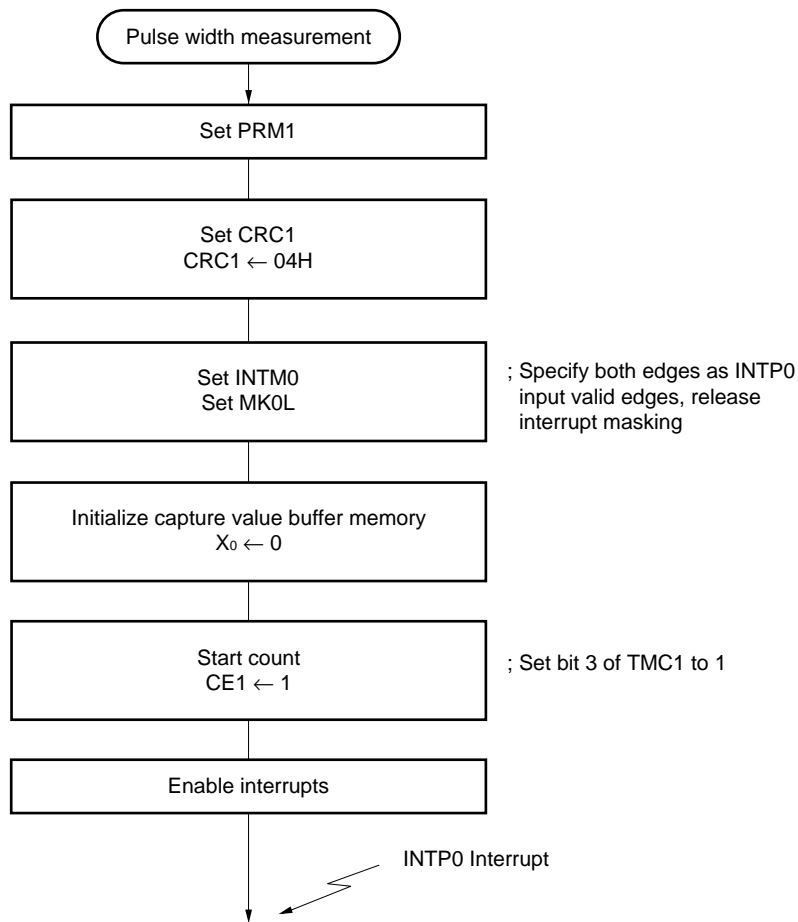 Pulse width measurement
Set PRM1
Set CRC1
CRC1 ← 04H
Set INTM0
Set MK0L
; Specify both edges as INTP0
input valid edges, release
interrupt masking
Initialize capture value buffer memory
X₀ ← 0
Start count
CE1 ← 1
; Set bit 3 of TMC1 to 1
Enable interrupts
INTP0 Interrupt